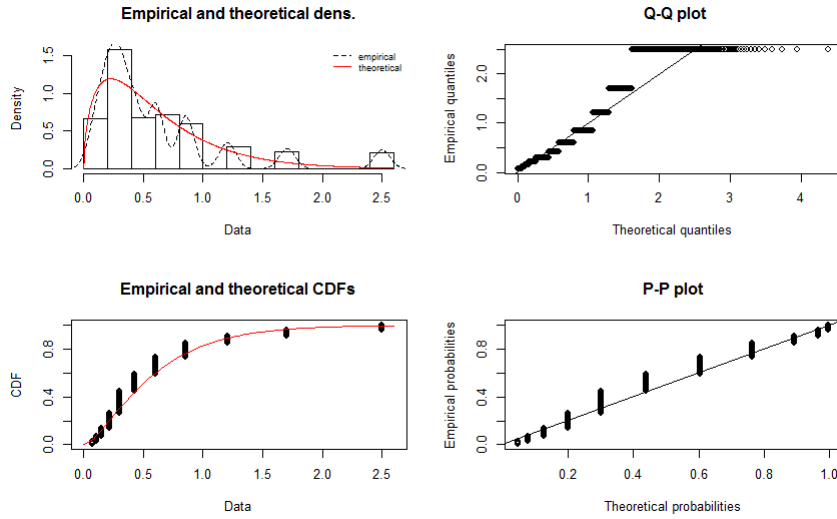 Empirical and theoretical dens.
Density
0.0 0.5 1.0 1.5
empirical
theoretical
0.0 0.5 1.0 1.5 2.0 2.5
Data
Q-Q plot
Empirical quantiles
0.0 1.0 2.0
0 1 2 3 4
Theoretical quantiles
Empirical and theoretical CDFs
CDF
0.0 0.4 0.8
0.0 0.5 1.0 1.5 2.0 2.5
Data
P-P plot
Empirical probabilities
0.0 0.4 0.8
0.2 0.4 0.6 0.8 1.0
Theoretical probabilities